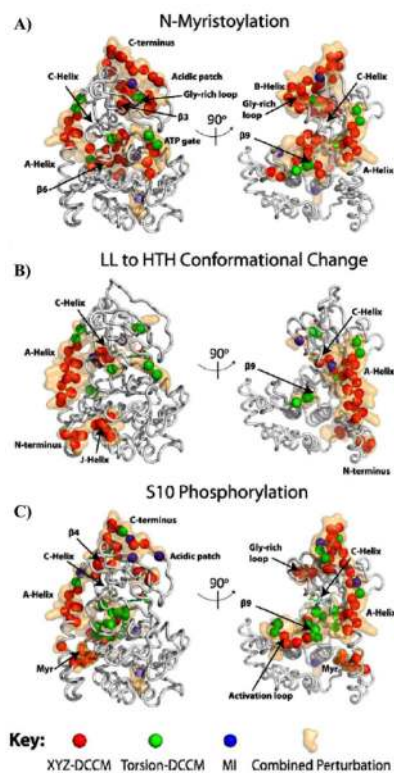 A)
N-Myristoylation
C-terminus
C-Helix
Acidic patch
Gly-rich loop
β3
ATP gate
A-Helix
β6
90°
B-Helix
C-Helix
Gly-rich
loop
β9
A-Helix
B)
LL to HTH Conformational Change
C-Helix
A-Helix
N-terminus
J-Helix
90°
C-Helix
β9
A-Helix
N-terminus
C)
S10 Phosphorylation
C-terminus
β4
Acidic patch
C-Helix
A-Helix
Myr
90°
Gly-rich
loop
C-Helix
β9
A-Helix
Myr
Activation loop
Key:
XYZ-DCCM
Torsion-DCCM
MI
Combined Perturbation